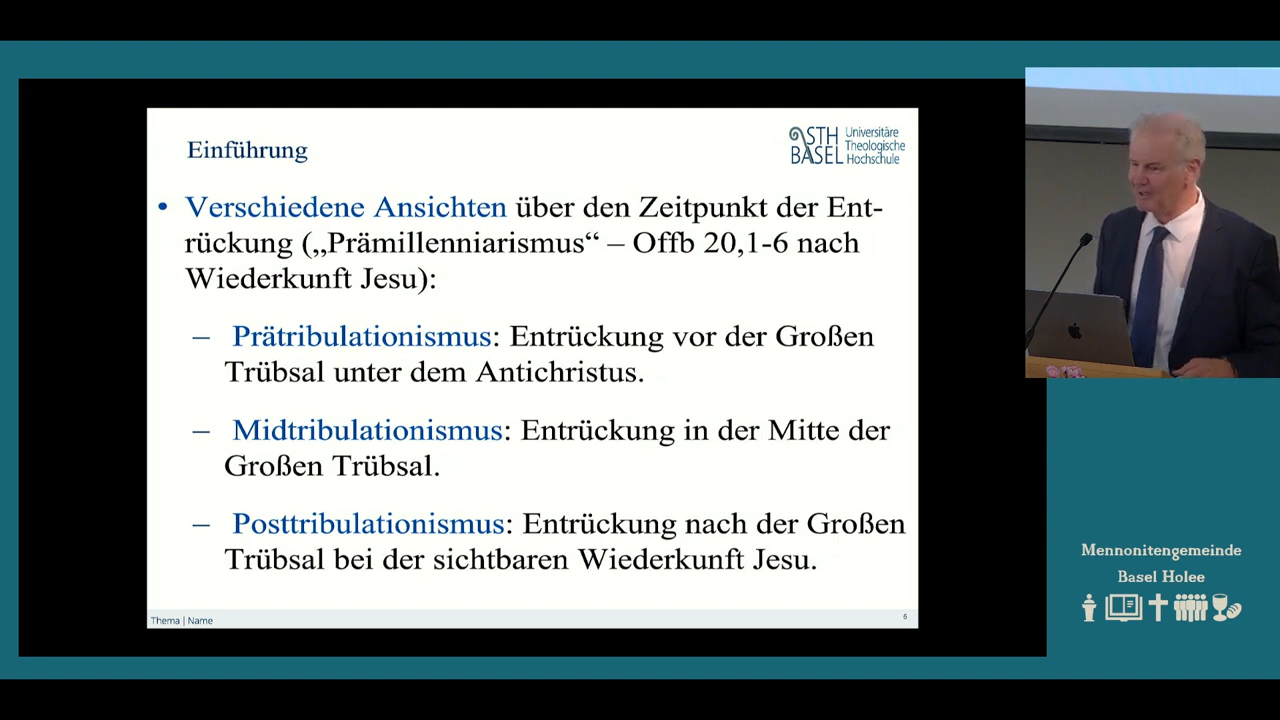 Einführung
STH
BASEL
Universitäre
Theologische
Hochschule
• Verschiedene Ansichten über den Zeitpunkt der Ent-
rückung („Prämillenniarismus“ – Offb 20,1-6 nach
Wiederkunft Jesu):
– Prätribulationismus: Entrückung vor der Großen
Trübsal unter dem Antichristus.
– Midtribulationismus: Entrückung in der Mitte der
Großen Trübsal.
– Posttribulationismus: Entrückung nach der Großen
Trübsal bei der sichtbaren Wiederkunft Jesu.
Thema | Name
6
Mennonitengemeinde
Basel Holee